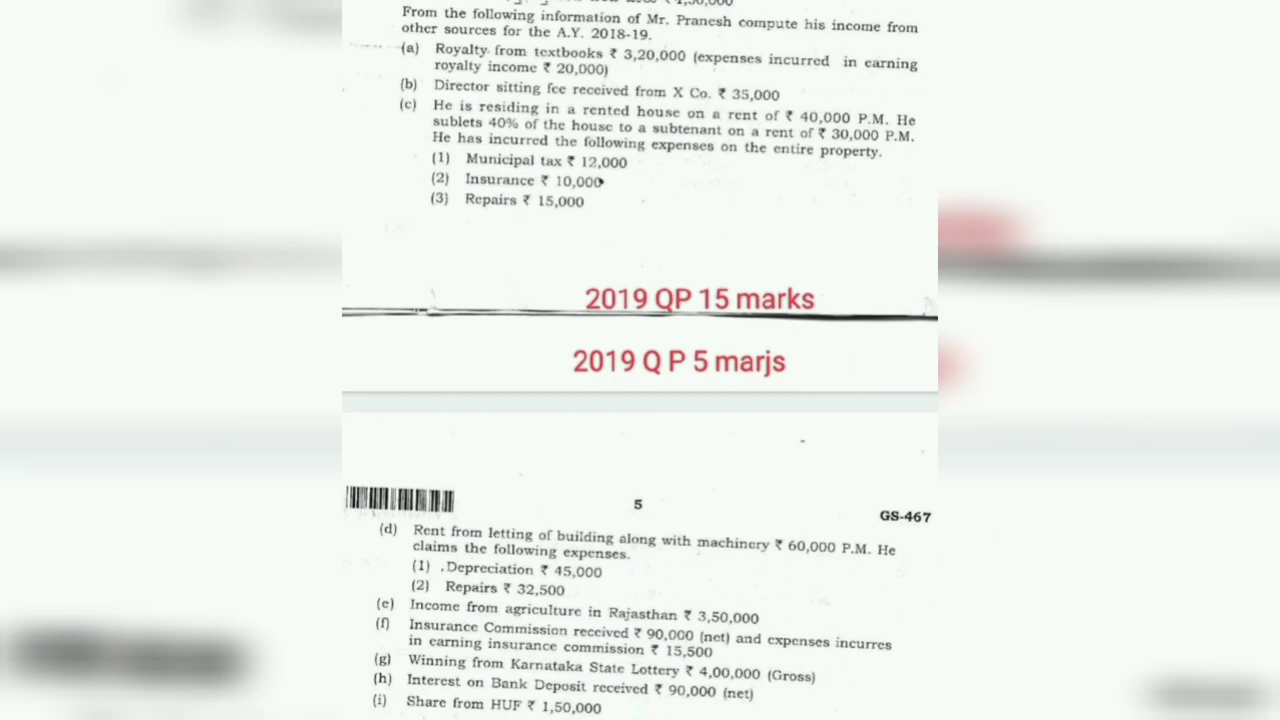 From the following information of Mr. Pranesh compute his income from
other sources for the A.Y. 2018-19.
(a) Royalty from textbooks ₹ 3,20,000 (expenses incurred in earning
royalty income ₹ 20,000)
(b) Director sitting fee received from X Co. ₹ 35,000
(c) He is residing in a rented house on a rent of ₹ 40,000 P.M. He
sublets 40% of the house to a subtenant on a rent of ₹ 30,000 P.M.
He has incurred the following expenses on the entire property.
(1) Municipal tax ₹ 12,000
(2) Insurance ₹ 10,000
(3) Repairs ₹ 15,000
2019 QP 15 marks
2019 Q P 5 marjs
5
GS-467
(d) Rent from letting of building along with machinery ₹ 60,000 P.M. He
claims the following expenses.
(1) Depreciation ₹ 45,000
(2) Repairs ₹ 32,500
(e) Income from agriculture in Rajasthan ₹ 3,50,000
(f) Insurance Commission received ₹ 90,000 (net) and expenses incurres
in earning insurance commission ₹ 15,500
(g) Winning from Karnataka State Lottery ₹ 4,00,000 (Gross)
(h) Interest on Bank Deposit received ₹ 90,000 (net)
(i) Share from HUF ₹ 1,50,000